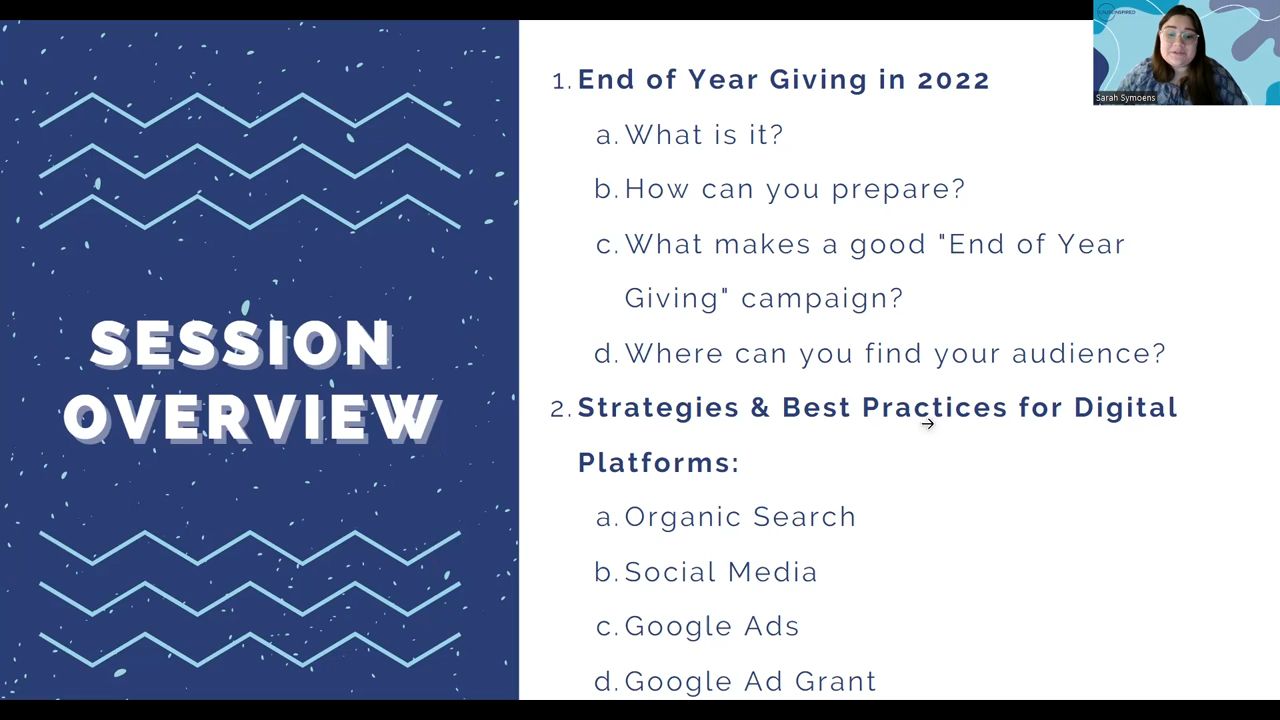 SESSION
OVERVIEW
1. End of Year Giving in 2022
a. What is it?
b. How can you prepare?
c. What makes a good "End of Year
Giving" campaign?
d. Where can you find your audience?
2. Strategies & Best Practices for Digital
Platforms:
a. Organic Search
b. Social Media
c. Google Ads
d. Google Ad Grant
Sarah Symoens